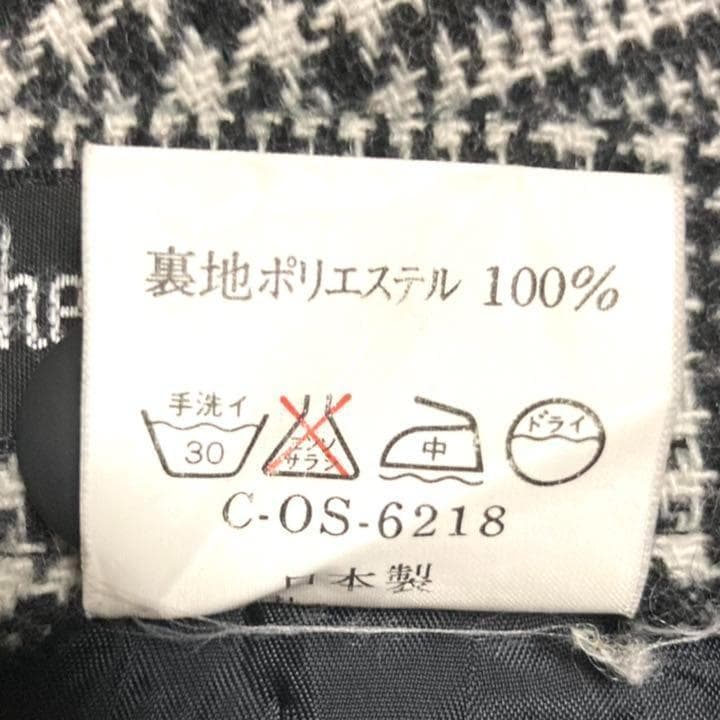 裏地ポリエステル 100%
手洗イ
30
エンソ
サラシ
中
ドライ
C-OS-6218
日本製